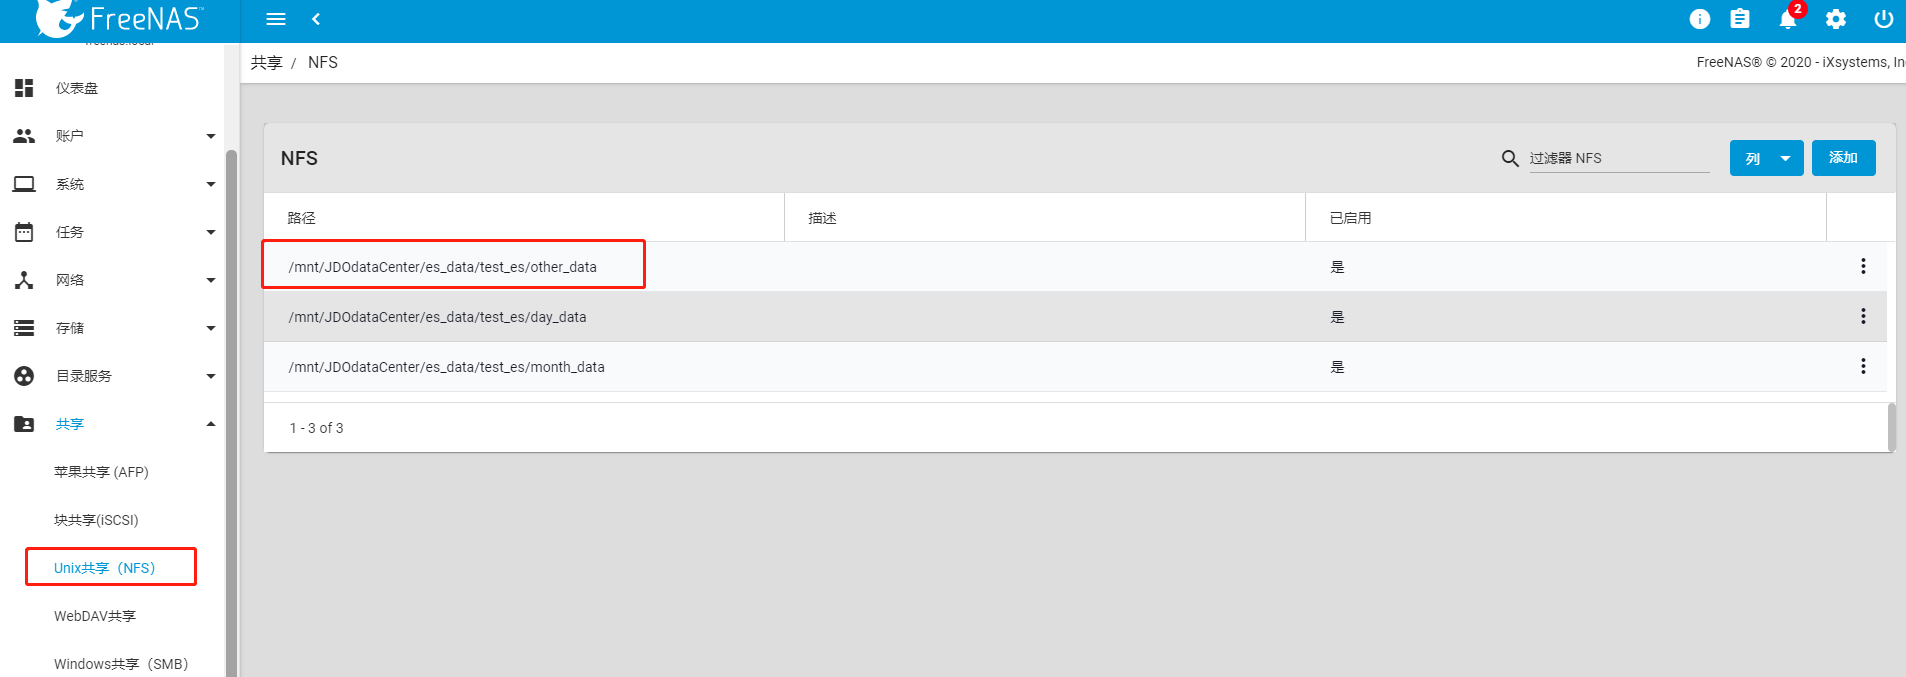 FreeNAS™
2
freenas.local
共享 / NFS
FreeNAS® © 2020 - iXsystems, In
仪表盘
账户
系统
任务
网络
存储
目录服务
共享
苹果共享 (AFP)
块共享(iSCSI)
Unix共享（NFS）
WebDAV共享
Windows共享（SMB）
NFS
过滤器 NFS
列
添加
路径 描述 已启用
/mnt/JDOdataCenter/es_data/test_es/other_data 是
/mnt/JDOdataCenter/es_data/test_es/day_data 是
/mnt/JDOdataCenter/es_data/test_es/month_data 是
1 - 3 of 3